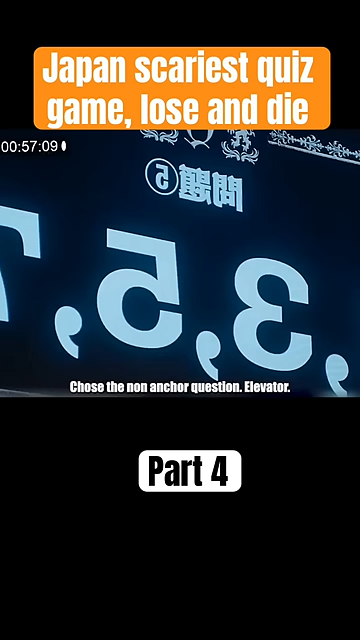 Japan scariest quiz
game, lose and die
00:57:09
問題⑤
,3,5,7
Chose the non anchor question. Elevator.
Part 4